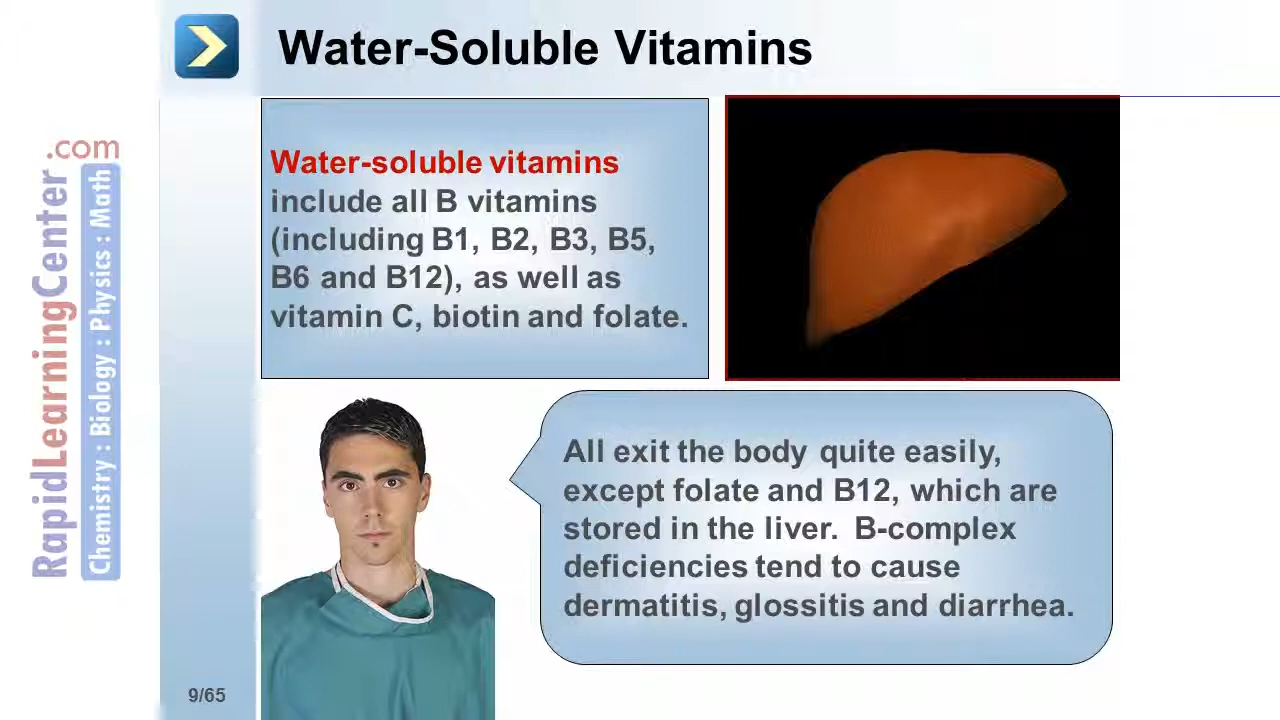 Water-Soluble Vitamins
Water-soluble vitamins
include all B vitamins
(including B1, B2, B3, B5,
B6 and B12), as well as
vitamin C, biotin and folate.
All exit the body quite easily,
except folate and B12, which are
stored in the liver.  B-complex
deficiencies tend to cause
dermatitis, glossitis and diarrhea.
RapidLearningCenter.com
Chemistry : Biology : Physics : Math
9/65